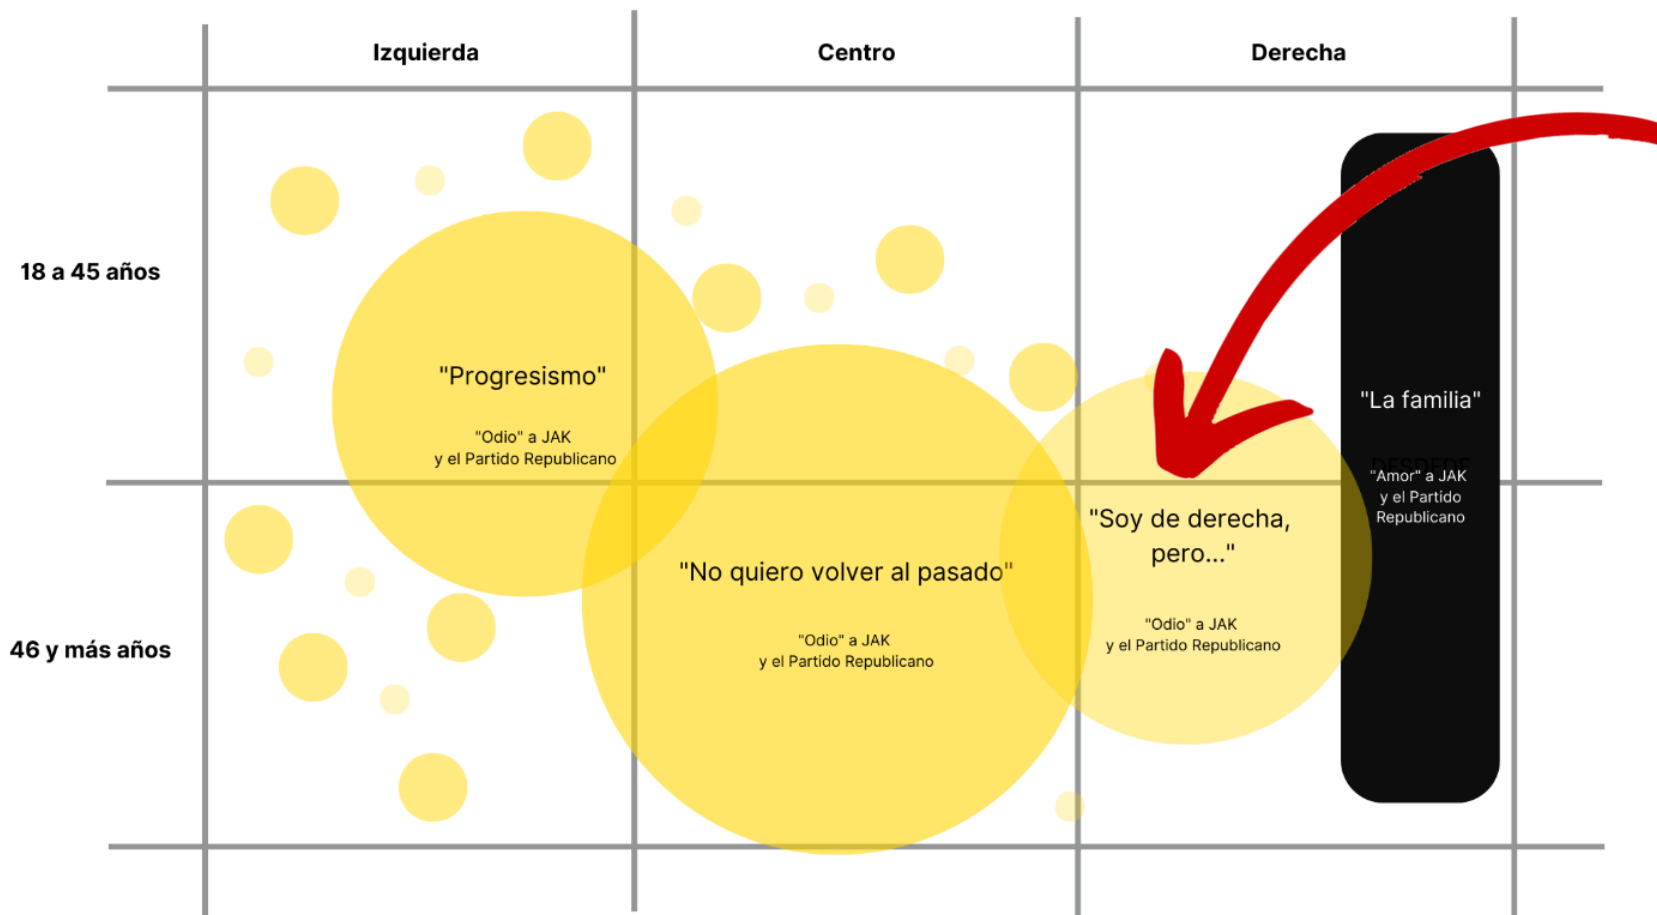 Izquierda
Centro
Derecha
18 a 45 años
46 y más años
"Progresismo"
"Odio" a JAK
y el Partido Republicano
"No quiero volver al pasado"
"Odio" a JAK
y el Partido Republicano
"Soy de derecha,
pero..."
"Odio" a JAK
y el Partido Republicano
"La familia"
"Amor" a JAK
y el Partido
Republicano